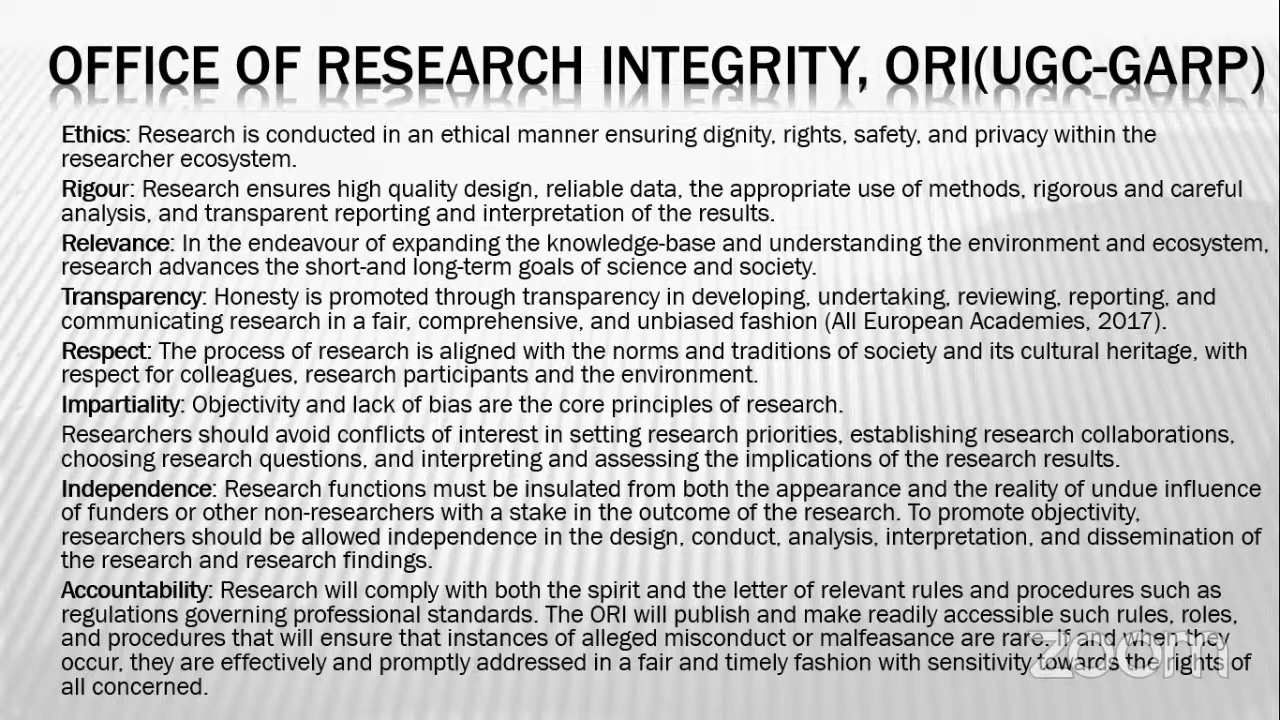 OFFICE OF RESEARCH INTEGRITY, ORI(UGC-GARP)
Ethics: Research is conducted in an ethical manner ensuring dignity, rights, safety, and privacy within the
researcher ecosystem.
Rigour: Research ensures high quality design, reliable data, the appropriate use of methods, rigorous and careful
analysis, and transparent reporting and interpretation of the results.
Relevance: In the endeavour of expanding the knowledge-base and understanding the environment and ecosystem,
research advances the short-and long-term goals of science and society.
Transparency: Honesty is promoted through transparency in developing, undertaking, reviewing, reporting, and
communicating research in a fair, comprehensive, and unbiased fashion (All European Academies, 2017).
Respect: The process of research is aligned with the norms and traditions of society and its cultural heritage, with
respect for colleagues, research participants and the environment.
Impartiality: Objectivity and lack of bias are the core principles of research.
Researchers should avoid conflicts of interest in setting research priorities, establishing research collaborations,
choosing research questions, and interpreting and assessing the implications of the research results.
Independence: Research functions must be insulated from both the appearance and the reality of undue influence
of funders or other non-researchers with a stake in the outcome of the research. To promote objectivity,
researchers should be allowed independence in the design, conduct, analysis, interpretation, and dissemination of
the research and research findings.
Accountability: Research will comply with both the spirit and the letter of relevant rules and procedures such as
regulations governing professional standards. The ORI will publish and make readily accessible such rules, roles,
and procedures that will ensure that instances of alleged misconduct or malfeasance are rare. If and when they
occur, they are effectively and promptly addressed in a fair and timely fashion with sensitivity towards the rights of
all concerned.
zoom